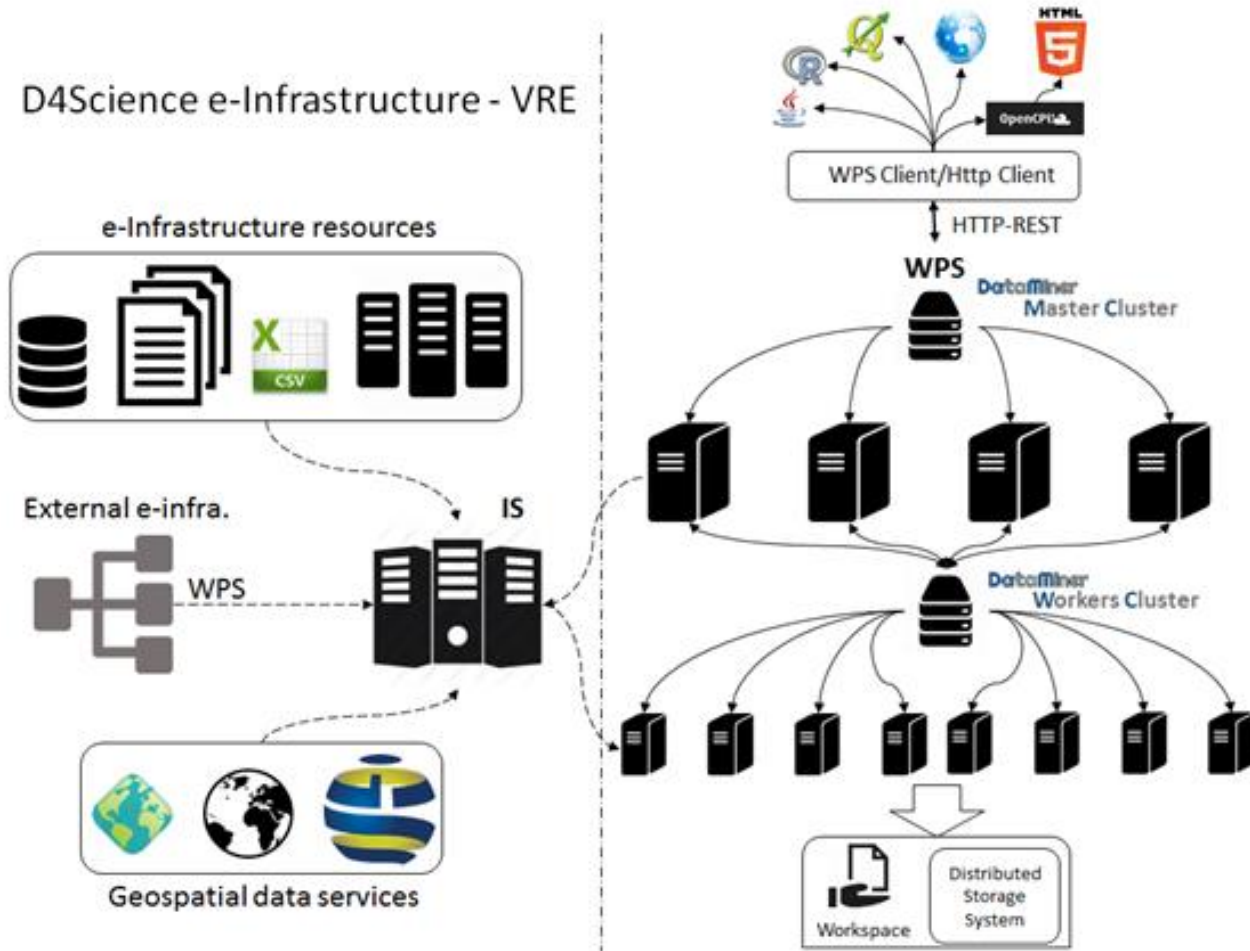 D4Science e-Infrastructure - VRE
e-Infrastructure resources
X
CSV
External e-infra.
WPS
IS
Geospatial data services
HTML
5
R
Q
OpenCPU
WPS Client/Http Client
HTTP-REST
WPS
DataMiner
Master Cluster
DataMiner
Workers Cluster
Workspace
Distributed
Storage
System